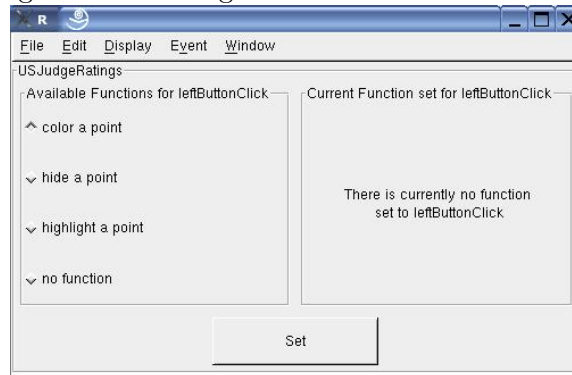 R
File Edit Display Event Window
USJudgeRatings
Available Functions for leftButtonClick
color a point
hide a point
highlight a point
no function
Current Function set for leftButtonClick
There is currently no function
set to leftButtonClick
Set